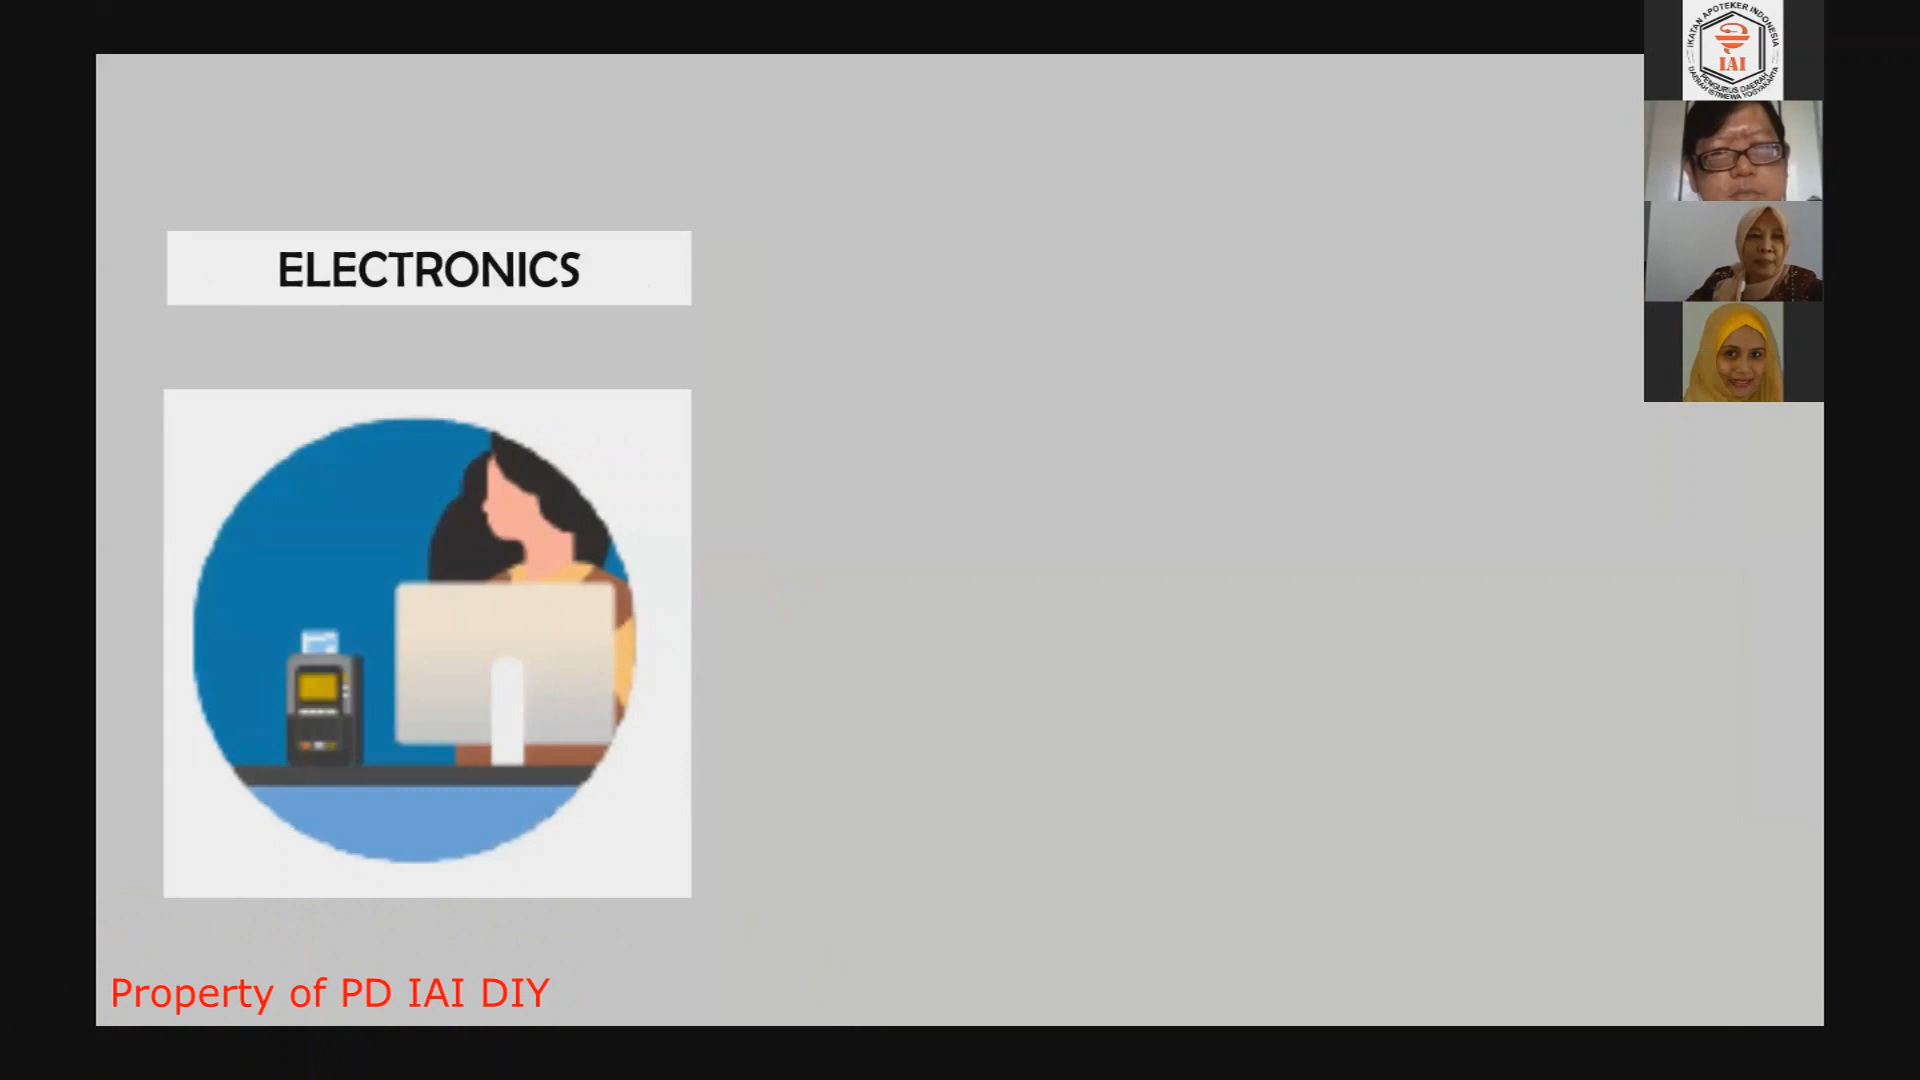 IKATAN APOTEKER INDONESIA
IAI
PENGURUS DAERAH
DAERAH ISTIMEWA YOGYAKARTA
ELECTRONICS
Property of PD IAI DIY